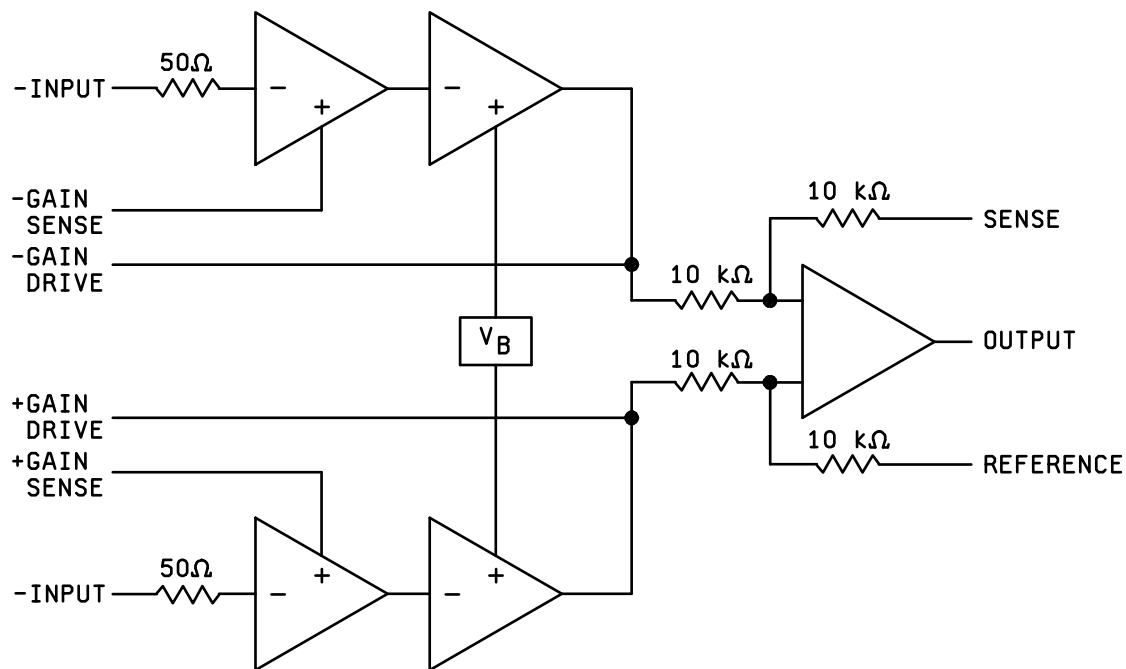 50Ω
-INPUT
-
+
-
+
-GAIN
SENSE
-GAIN
DRIVE
10 kΩ
SENSE
10 kΩ
VB
OUTPUT
10 kΩ
+GAIN
DRIVE
+GAIN
SENSE
10 kΩ
REFERENCE
50Ω
-INPUT
+
-
+
-